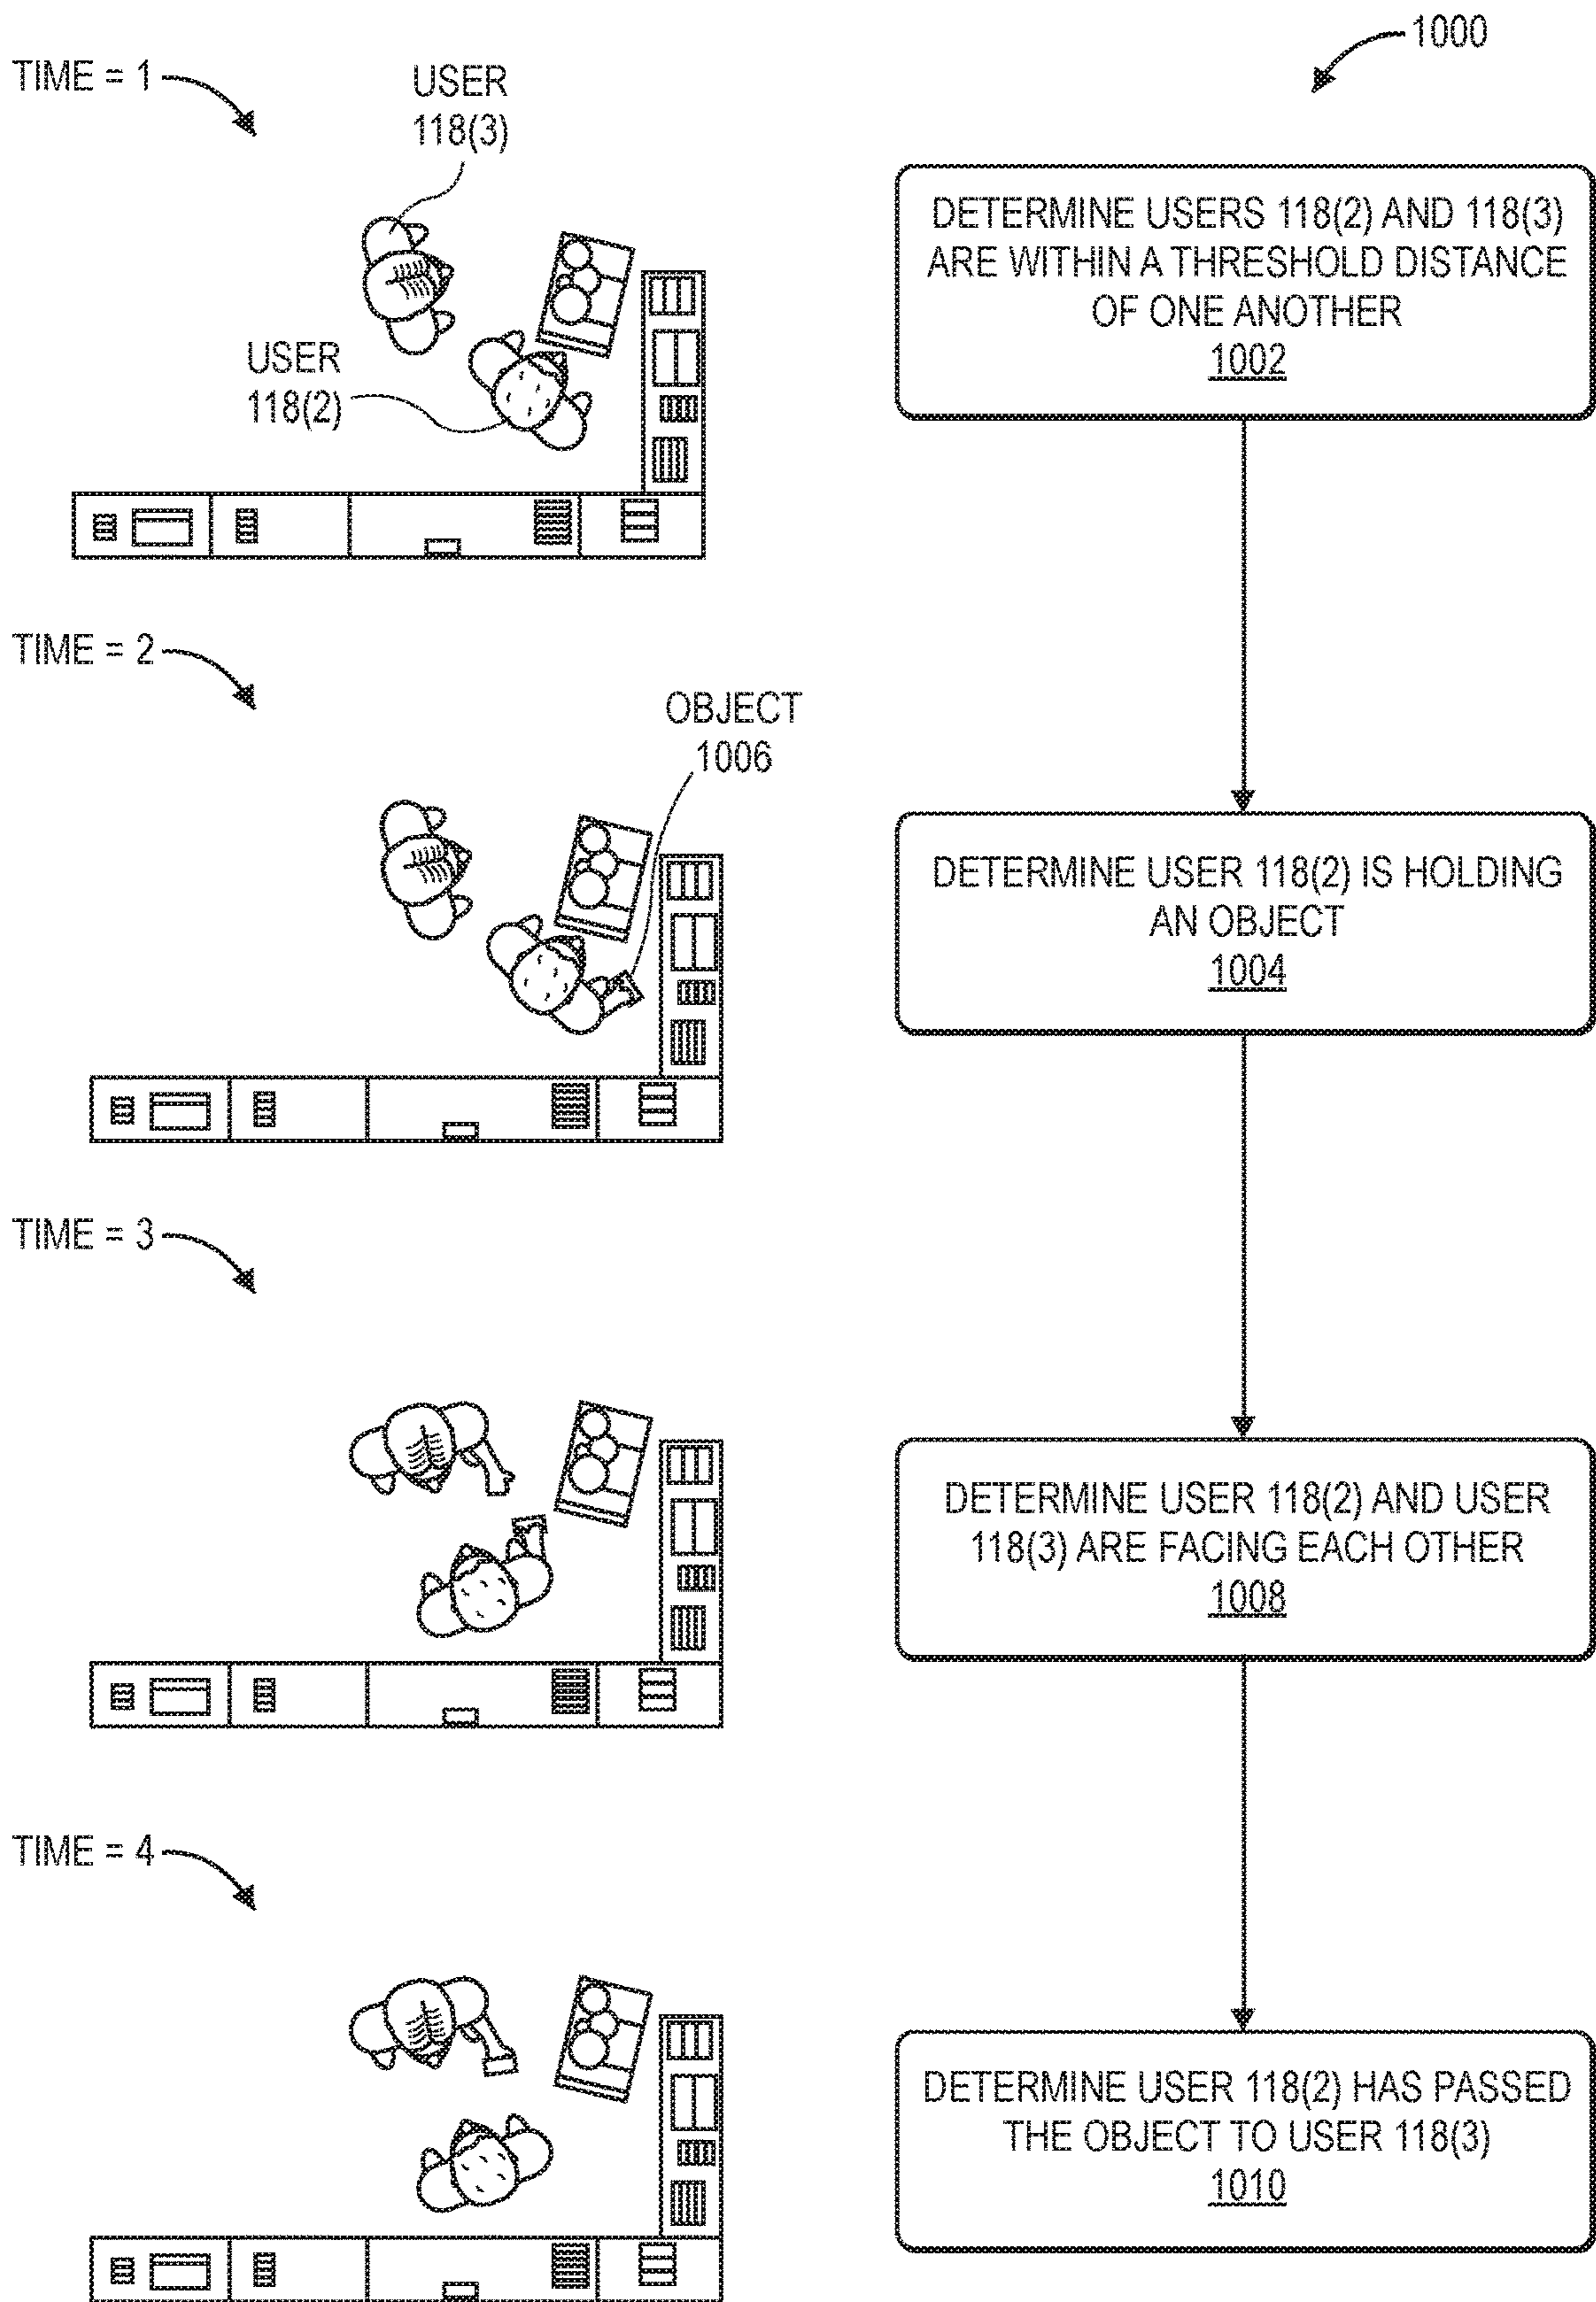 1000
TIME = 1
USER
118(3)
USER
118(2)
DETERMINE USERS 118(2) AND 118(3)
ARE WITHIN A THRESHOLD DISTANCE
OF ONE ANOTHER
1002
TIME = 2
OBJECT
1006
DETERMINE USER 118(2) IS HOLDING
AN OBJECT
1004
TIME = 3
DETERMINE USER 118(2) AND USER
118(3) ARE FACING EACH OTHER
1008
TIME = 4
DETERMINE USER 118(2) HAS PASSED
THE OBJECT TO USER 118(3)
1010